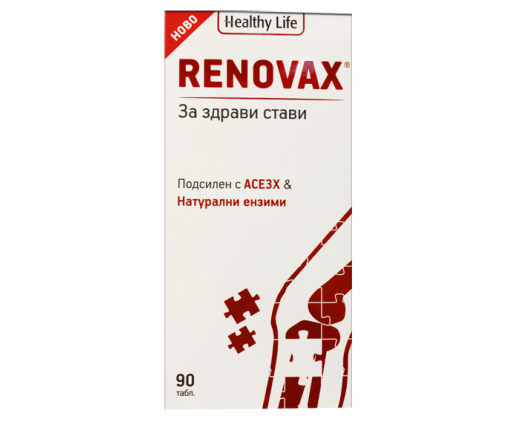 НОВО
Healthy Life
RENOVAX®
За здрави стави
Подсилен с ACE3X &
Натурални ензими
90
табл.